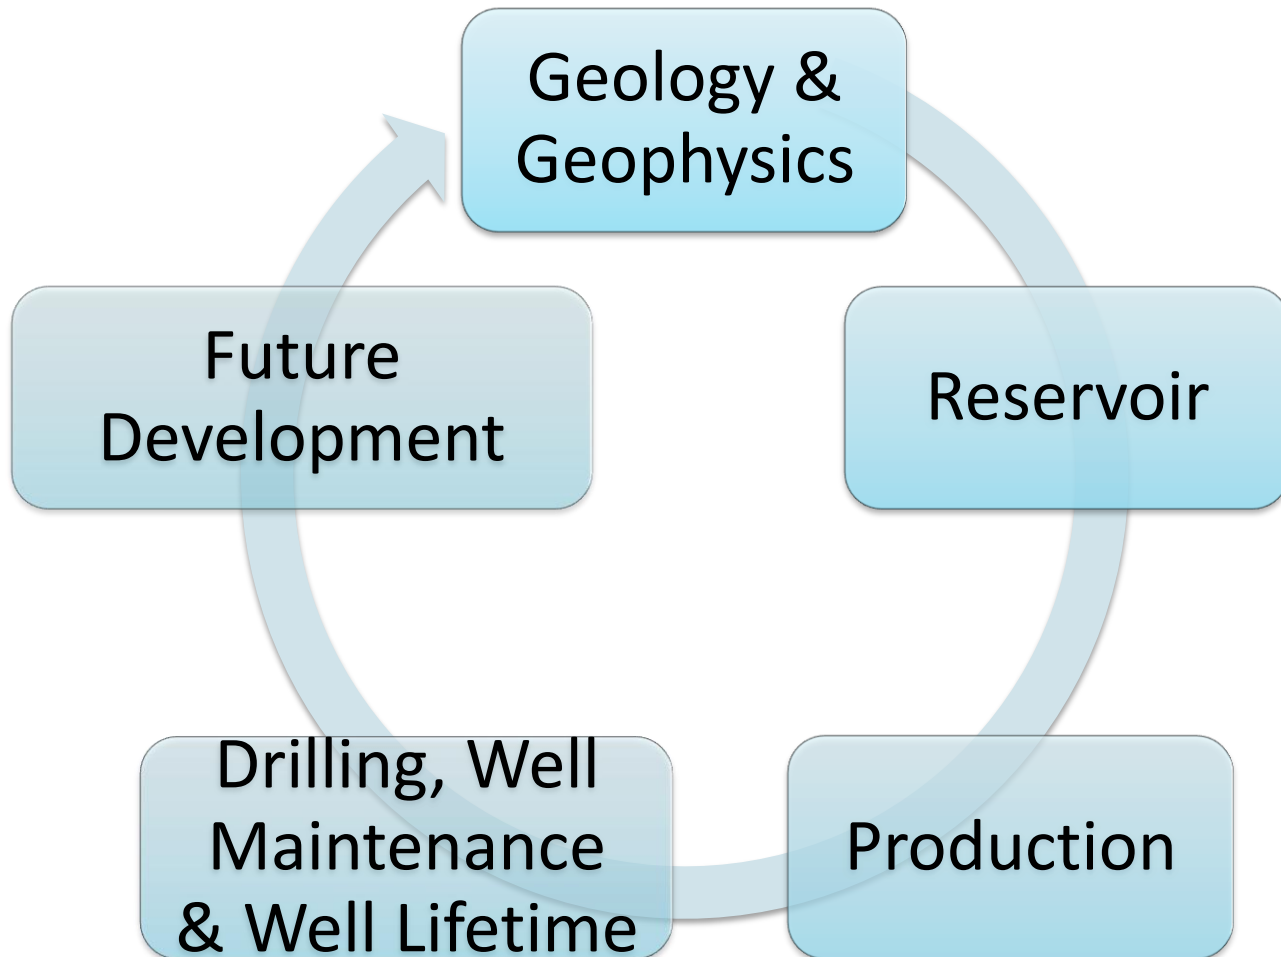 Geology &
Geophysics
Reservoir
Production
Drilling, Well
Maintenance
& Well Lifetime
Future
Development